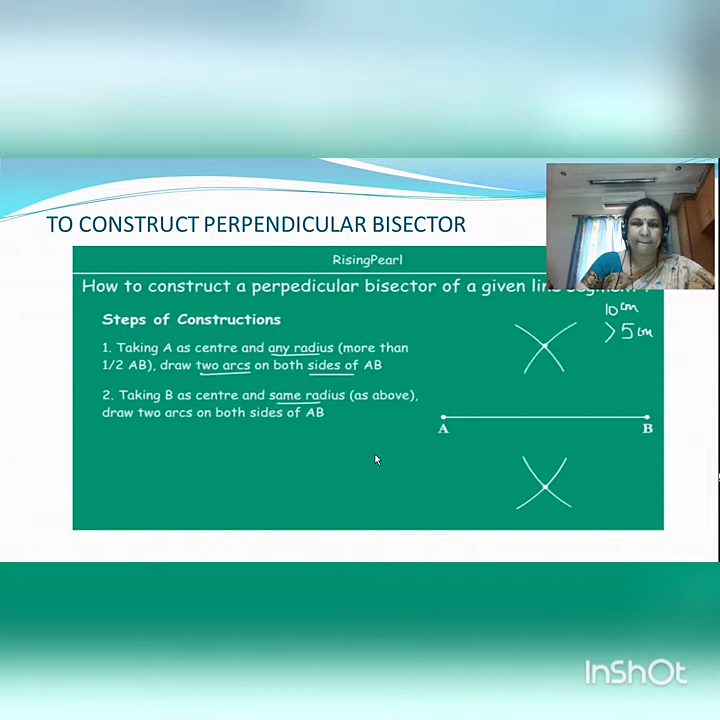 TO CONSTRUCT PERPENDICULAR BISECTOR
RisingPearl
How to construct a perpedicular bisector of a given line
Steps of Constructions
1. Taking A as centre and any radius (more than
1/2 AB), draw two arcs on both sides of AB
2. Taking B as centre and same radius (as above),
draw two arcs on both sides of AB
10 cm
> 5 cm
A
B
InShOt